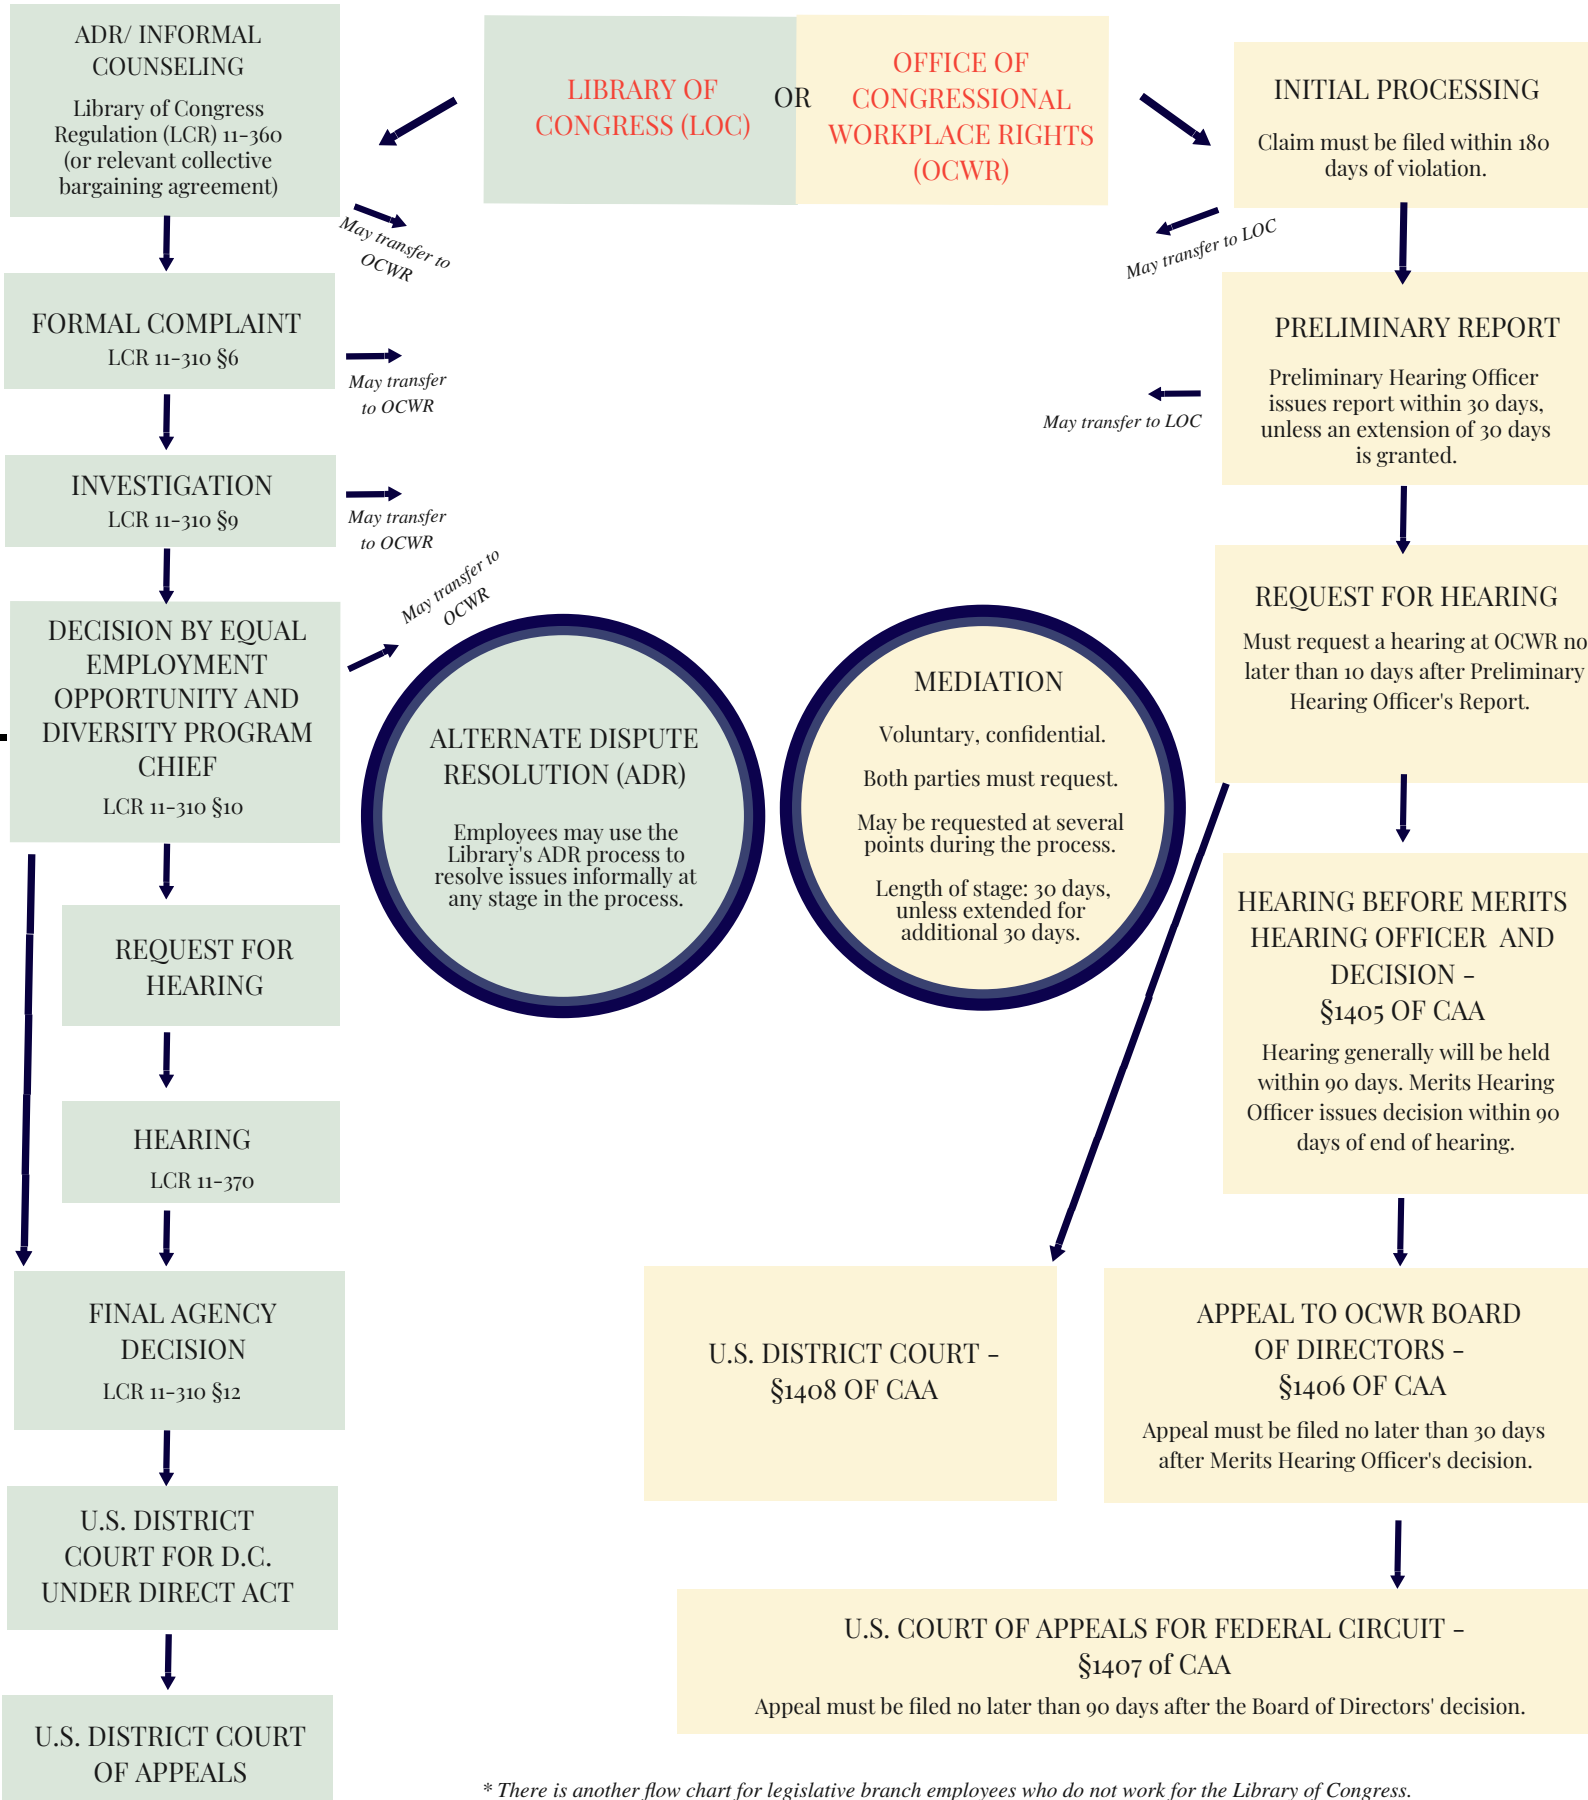 ADR/ INFORMAL
COUNSELING
Library of Congress
Regulation (LCR) 11-360
(or relevant collective
bargaining agreement)
May transfer to
OCWR
FORMAL COMPLAINT
LCR 11-310 §6
May transfer
to OCWR
INVESTIGATION
LCR 11-310 §9
May transfer
to OCWR
DECISION BY EQUAL
EMPLOYMENT
OPPORTUNITY AND
DIVERSITY PROGRAM
CHIEF
LCR 11-310 §10
May transfer to
OCWR
REQUEST FOR
HEARING
HEARING
LCR 11-370
FINAL AGENCY
DECISION
LCR 11-310 §12
U.S. DISTRICT
COURT FOR D.C.
UNDER DIRECT ACT
U.S. DISTRICT COURT
OF APPEALS
LIBRARY OF
CONGRESS (LOC)
OR
OFFICE OF
CONGRESSIONAL
WORKPLACE RIGHTS
(OCWR)
ALTERNATE DISPUTE
RESOLUTION (ADR)
Employees may use the
Library's ADR process to
resolve issues informally at
any stage in the process.
MEDIATION
Voluntary, confidential.
Both parties must request.
May be requested at several
points during the process.
Length of stage: 30 days,
unless extended for
additional 30 days.
INITIAL PROCESSING
Claim must be filed within 180
days of violation.
May transfer to LOC
PRELIMINARY REPORT
Preliminary Hearing Officer
issues report within 30 days,
unless an extension of 30 days
is granted.
May transfer to LOC
REQUEST FOR HEARING
Must request a hearing at OCWR no
later than 10 days after Preliminary
Hearing Officer's Report.
HEARING BEFORE MERITS
HEARING OFFICER AND
DECISION -
§1405 OF CAA
Hearing generally will be held
within 90 days. Merits Hearing
Officer issues decision within 90
days of end of hearing.
U.S. DISTRICT COURT -
§1408 OF CAA
APPEAL TO OCWR BOARD
OF DIRECTORS -
§1406 OF CAA
Appeal must be filed no later than 30 days
after Merits Hearing Officer's decision.
U.S. COURT OF APPEALS FOR FEDERAL CIRCUIT -
§1407 of CAA
Appeal must be filed no later than 90 days after the Board of Directors' decision.
* There is another flow chart for legislative branch employees who do not work for the Library of Congress.